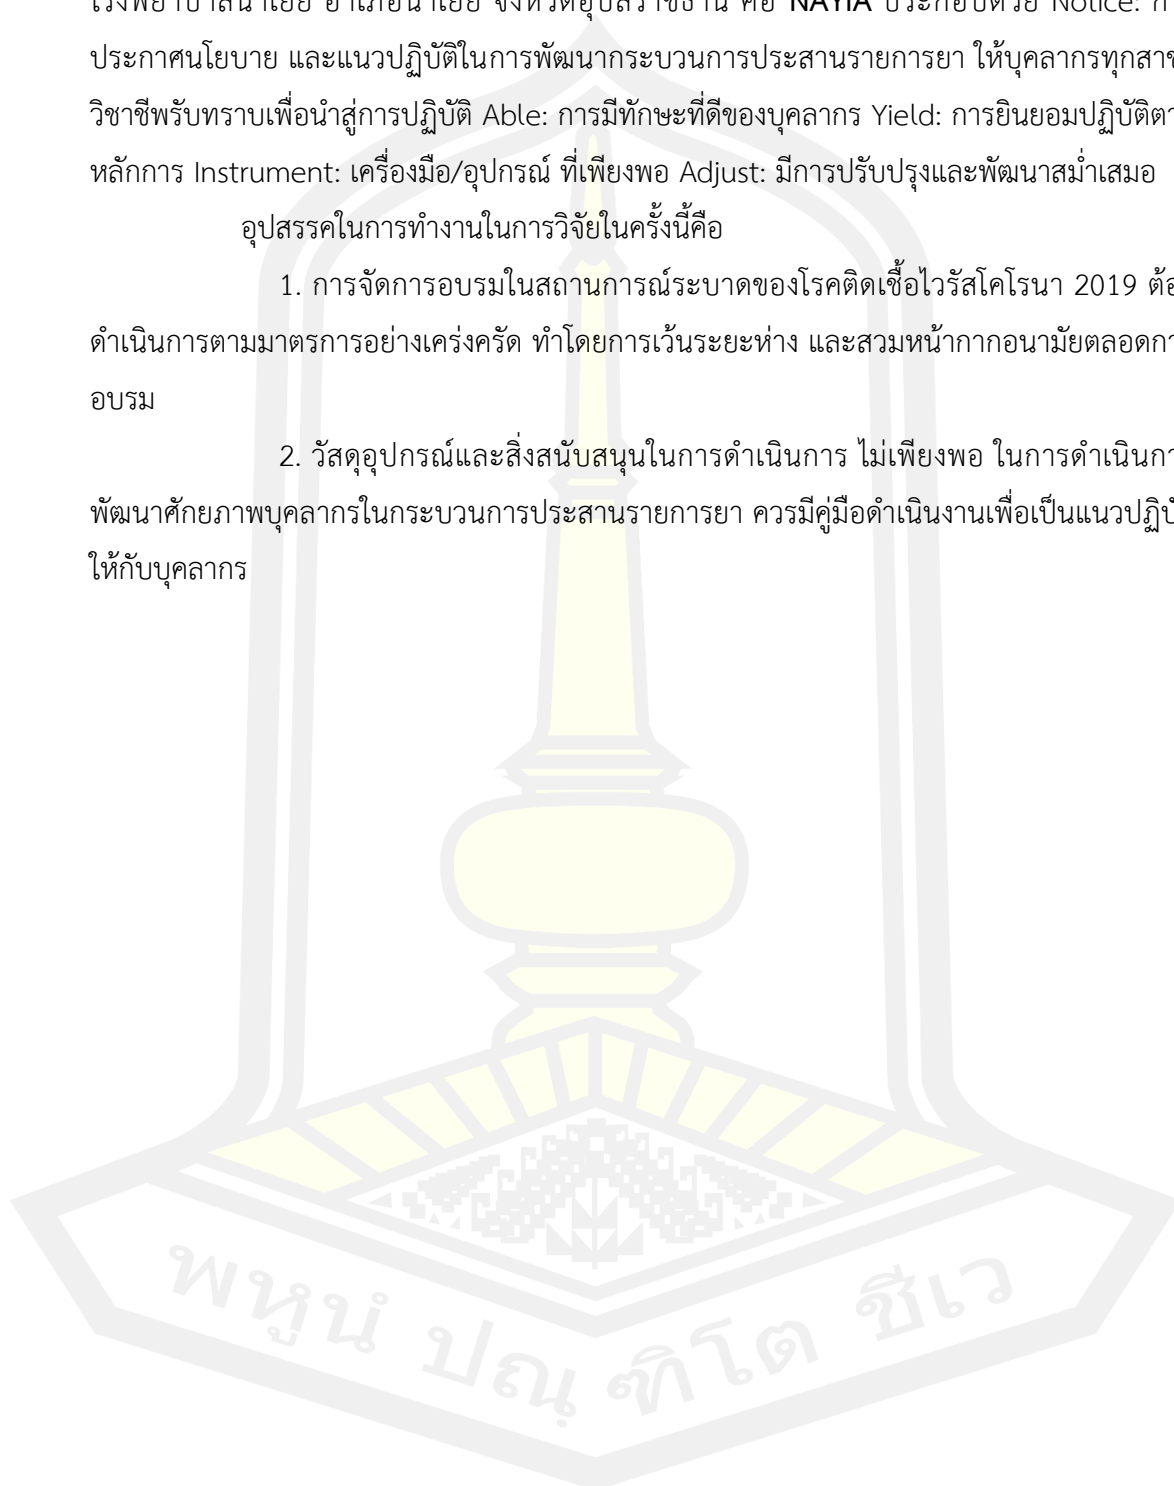 โรงพยาบาลนาเยีย อำเภอนาเยีย จังหวัดอุบลราชธานี คือ NAYIA ประกอบด้วย Notice: ก
ประกาศนโยบาย และแนวปฏิบัติในการพัฒนากระบวนการประสานรายการยา ให้บุคลากรทุกสาข
วิชาชีพรับทราบเพื่อนำสู่การปฏิบัติ Able: การมีทักษะที่ดีของบุคลากร Yield: การยินยอมปฏิบัติตา
หลักการ Instrument: เครื่องมือ/อุปกรณ์ ที่เพียงพอ Adjust: มีการปรับปรุงและพัฒนาสม่ำเสมอ
อุปสรรคในการทำงานในการวิจัยในครั้งนี้คือ
1. การจัดการอบรมในสถานการณ์ระบาดของโรคติดเชื้อไวรัสโคโรนา 2019 ต้อ
ดำเนินการตามมาตรการอย่างเคร่งครัด ทำโดยการเว้นระยะห่าง และสวมหน้ากากอนามัยตลอดกา
อบรม
2. วัสดุอุปกรณ์และสิ่งสนับสนุนในการดำเนินการ ไม่เพียงพอ ในการดำเนินกา
พัฒนาศักยภาพบุคลากรในกระบวนการประสานรายการยา ควรมีคู่มือดำเนินงานเพื่อเป็นแนวปฏิบั
ให้กับบุคลากร
พหูนํ ปณฺฑิโต ชีเว